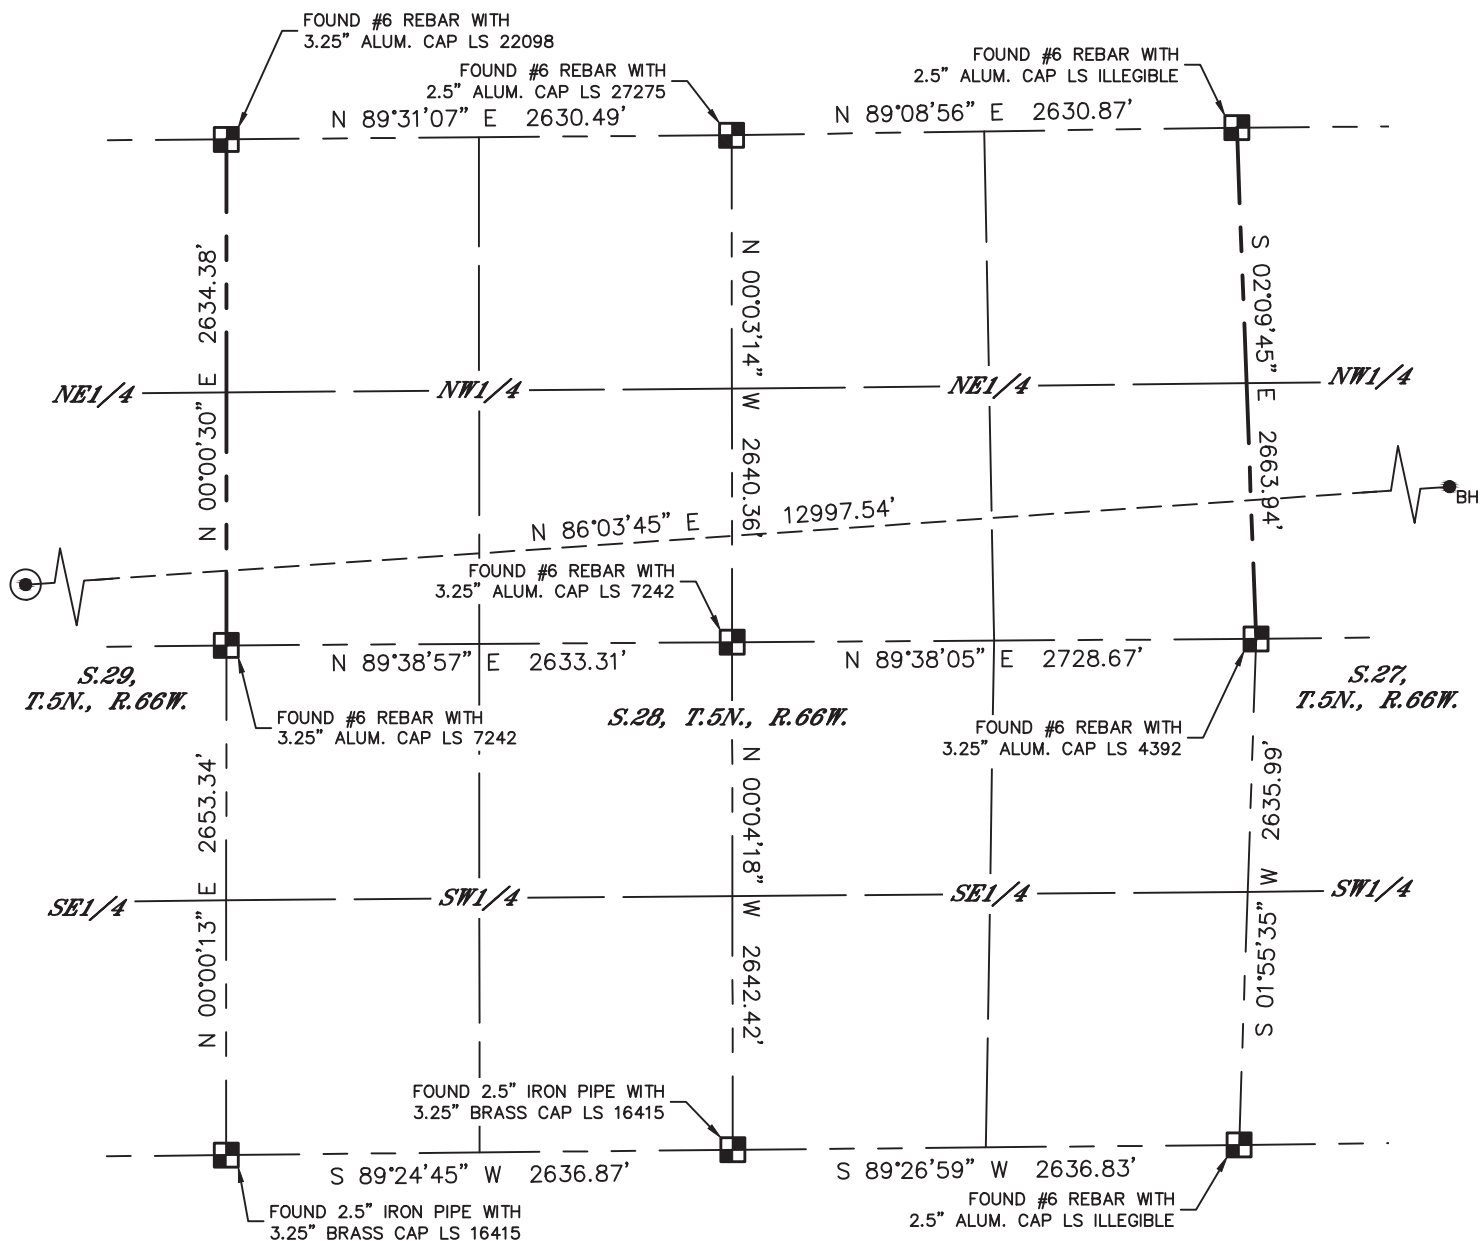 FOUND #6 REBAR WITH
3.25" ALUM. CAP LS 22098
FOUND #6 REBAR WITH
2.5" ALUM. CAP LS 27275
FOUND #6 REBAR WITH
2.5" ALUM. CAP LS ILLEGIBLE
N 89°31'07" E 2630.49'
N 89°08'56" E 2630.87'
N 00°00'30" E 2634.38'
N 00°03'14" W 2640.36'
S 02°09'45" E 2663.94'
NE1/4
NW1/4
NE1/4
NW1/4
BH
N 86°03'45" E 12997.54'
FOUND #6 REBAR WITH
3.25" ALUM. CAP LS 7242
N 89°38'57" E 2633.31'
N 89°38'05" E 2728.67'
S.29,
T.5N., R.66W.
S.28, T.5N., R.66W.
S.27,
T.5N., R.66W.
FOUND #6 REBAR WITH
3.25" ALUM. CAP LS 7242
FOUND #6 REBAR WITH
3.25" ALUM. CAP LS 4392
N 00°00'13" E 2653.34'
N 00°04'18" W 2642.42'
S 01°55'35" W 2635.99'
SE1/4
SW1/4
SE1/4
SW1/4
FOUND 2.5" IRON PIPE WITH
3.25" BRASS CAP LS 16415
S 89°24'45" W 2636.87'
S 89°26'59" W 2636.83'
FOUND 2.5" IRON PIPE WITH
3.25" BRASS CAP LS 16415
FOUND #6 REBAR WITH
2.5" ALUM. CAP LS ILLEGIBLE